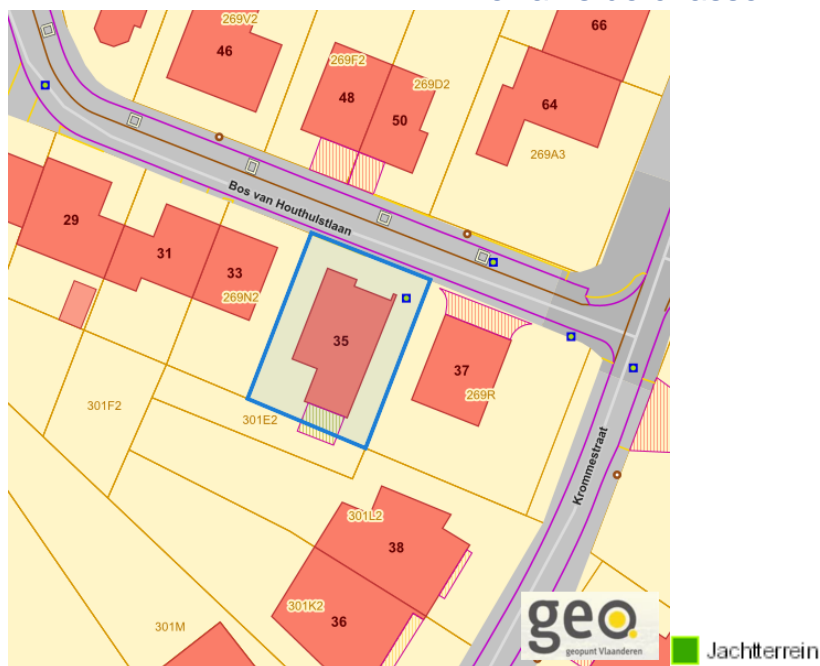 269V2
66
46
269F2
269D2
48
50
64
269A3
Bos van Houthulstlaan
29
31
33
269N2
35
37
269R
301F2
301E2
Krommestraat
301L2
38
301K2
36
301M
geo
geopunt Vlaanderen
Jachtterrein